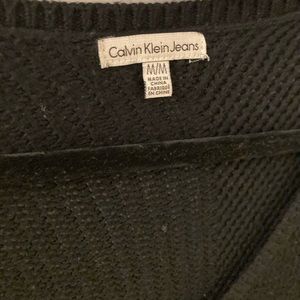 Calvin Klein Jeans
M/M
MADE IN
CHINA
FABRIQUÉ
EN CHINE